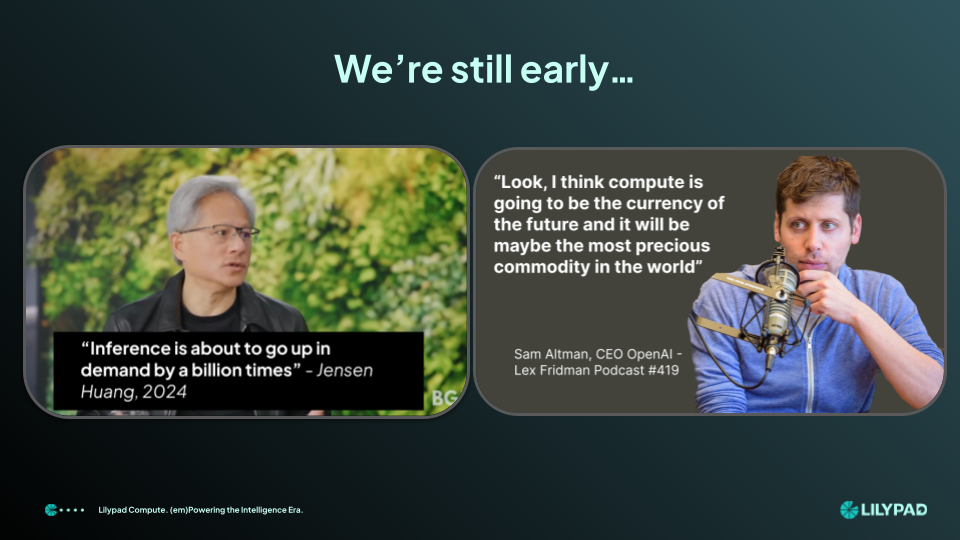 We’re still early…
“Inference is about to go up in
demand by a billion times” - Jensen
Huang, 2024
BG
“Look, I think compute is
going to be the currency of
the future and it will be
maybe the most precious
commodity in the world”
Sam Altman, CEO OpenAI -
Lex Fridman Podcast #419
Lilypad Compute. (em)Powering the Intelligence Era.
LILYPAD